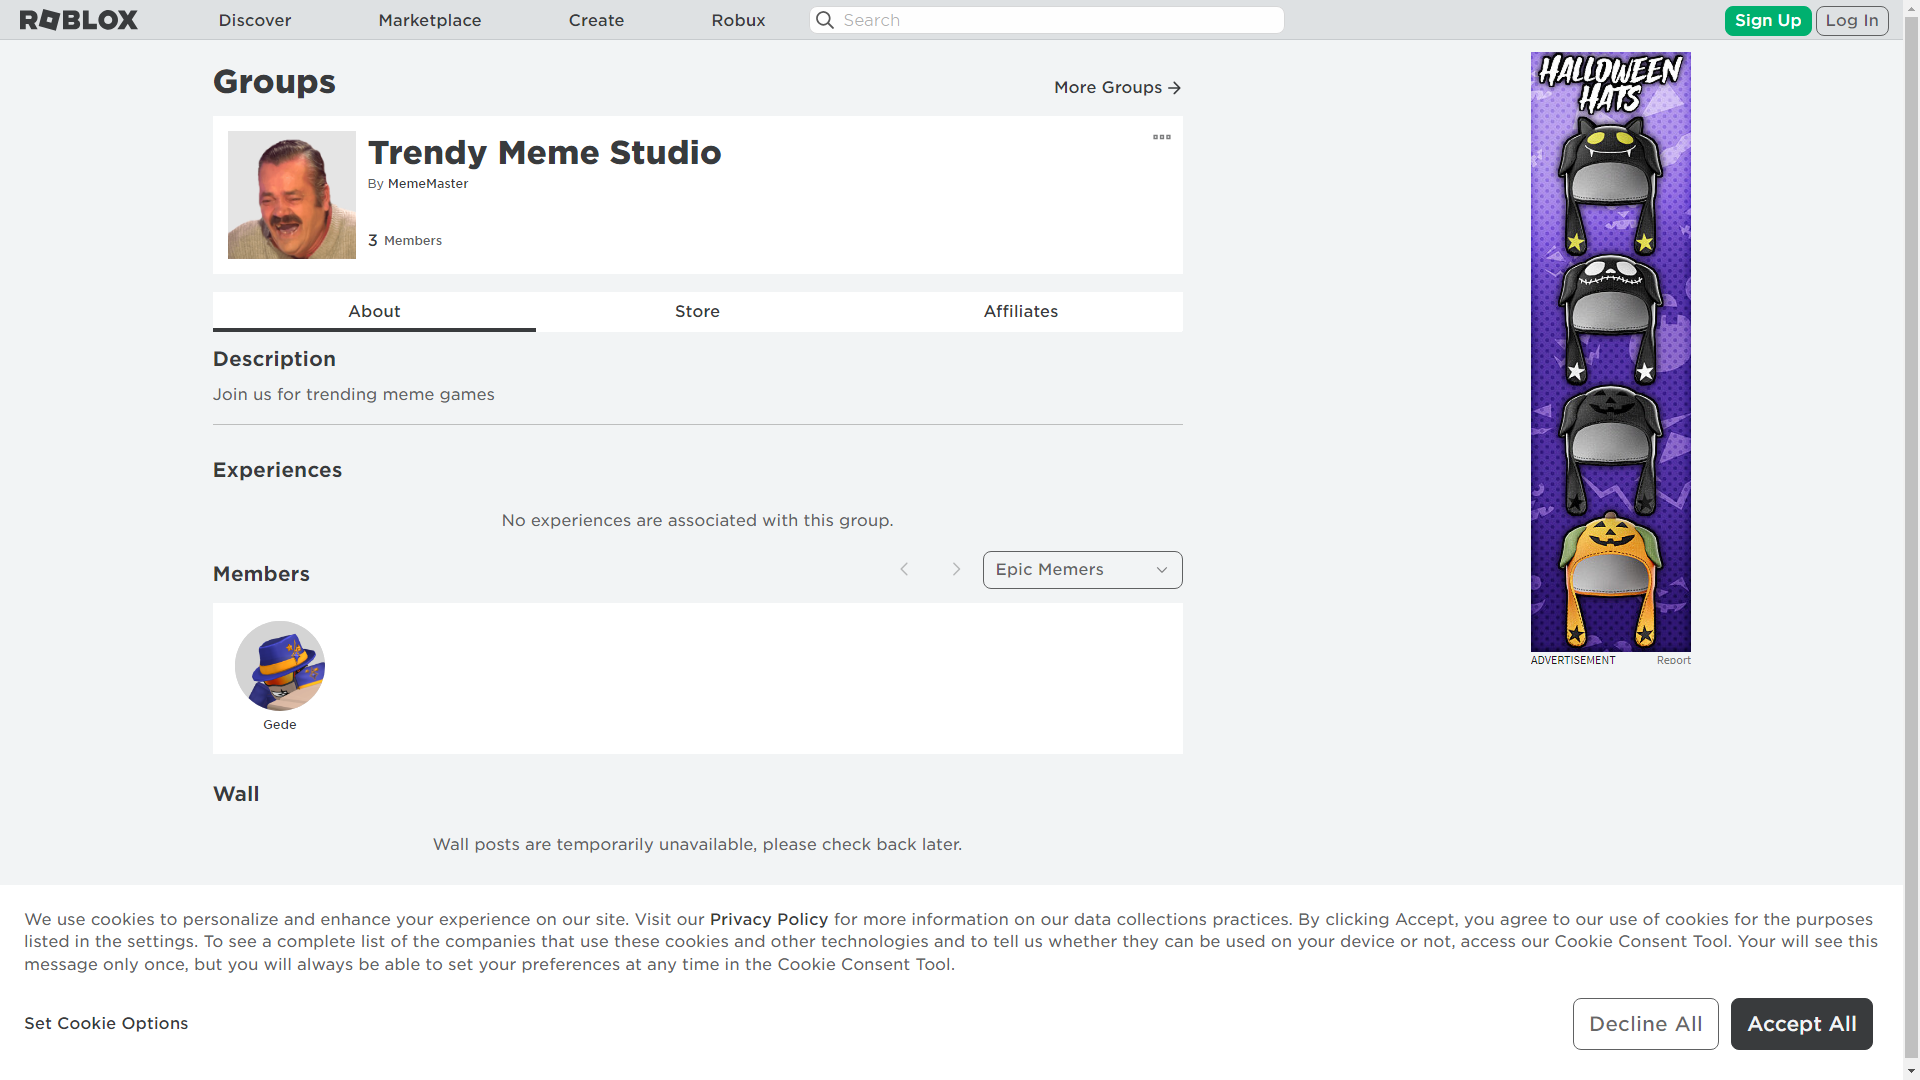 ROBLOX
Discover
Marketplace
Create
Robux
Search
Sign Up
Log In
Groups
More Groups
Trendy Meme Studio
By MemeMaster
3 Members
About
Store
Affiliates
Description
Join us for trending meme games
Experiences
No experiences are associated with this group.
Members
Epic Memers
Gede
Wall
Wall posts are temporarily unavailable, please check back later.
HALLOWEEN
HATS
ADVERTISEMENT
Report
We use cookies to personalize and enhance your experience on our site. Visit our Privacy Policy for more information on our data collections practices. By clicking Accept, you agree to our use of cookies for the purposes
listed in the settings. To see a complete list of the companies that use these cookies and other technologies and to tell us whether they can be used on your device or not, access our Cookie Consent Tool. Your will see this
message only once, but you will always be able to set your preferences at any time in the Cookie Consent Tool.
Set Cookie Options
Decline All
Accept All